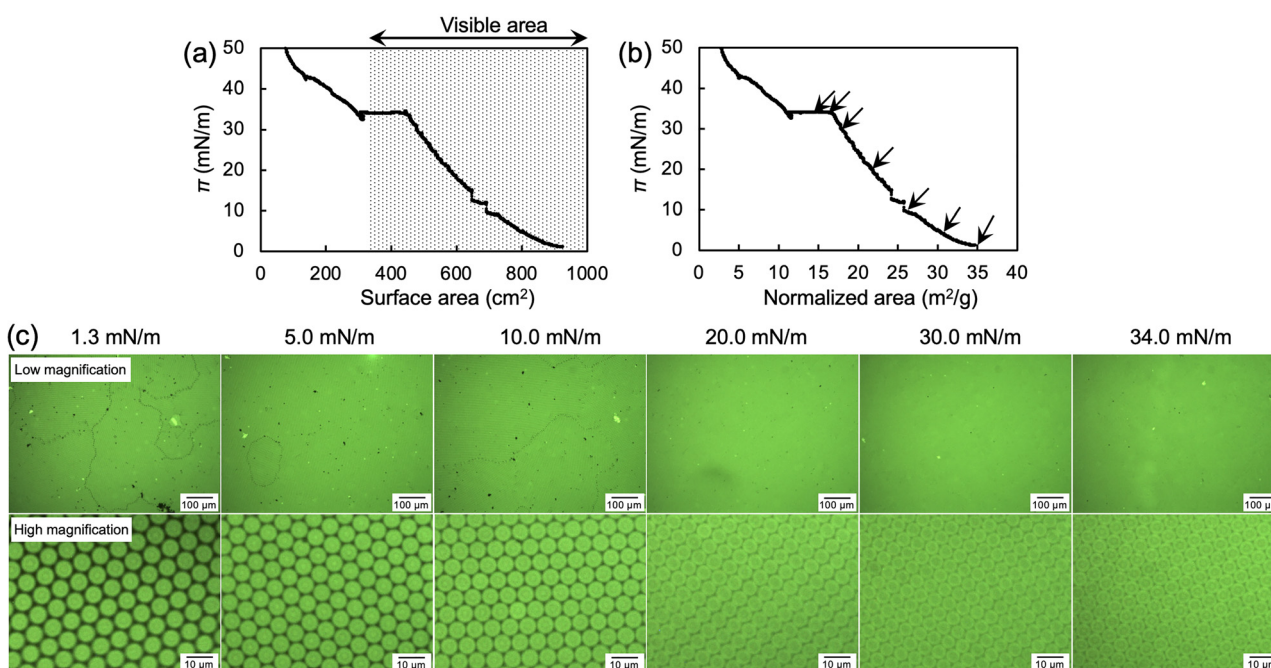 Visible area
(a)
50
40
30
20
10
0
π (mN/m)
0 200 400 600 800 1000
Surface area (cm²)
(b)
50
40
30
20
10
0
π (mN/m)
0 5 10 15 20 25 30 35 40
Normalized area (m²/g)
(c)
1.3 mN/m 5.0 mN/m 10.0 mN/m 20.0 mN/m 30.0 mN/m 34.0 mN/m
Low magnification
100 μm 100 μm 100 μm 100 μm 100 μm 100 μm
High magnification
10 μm 10 μm 10 μm 10 μm 10 μm 10 μm